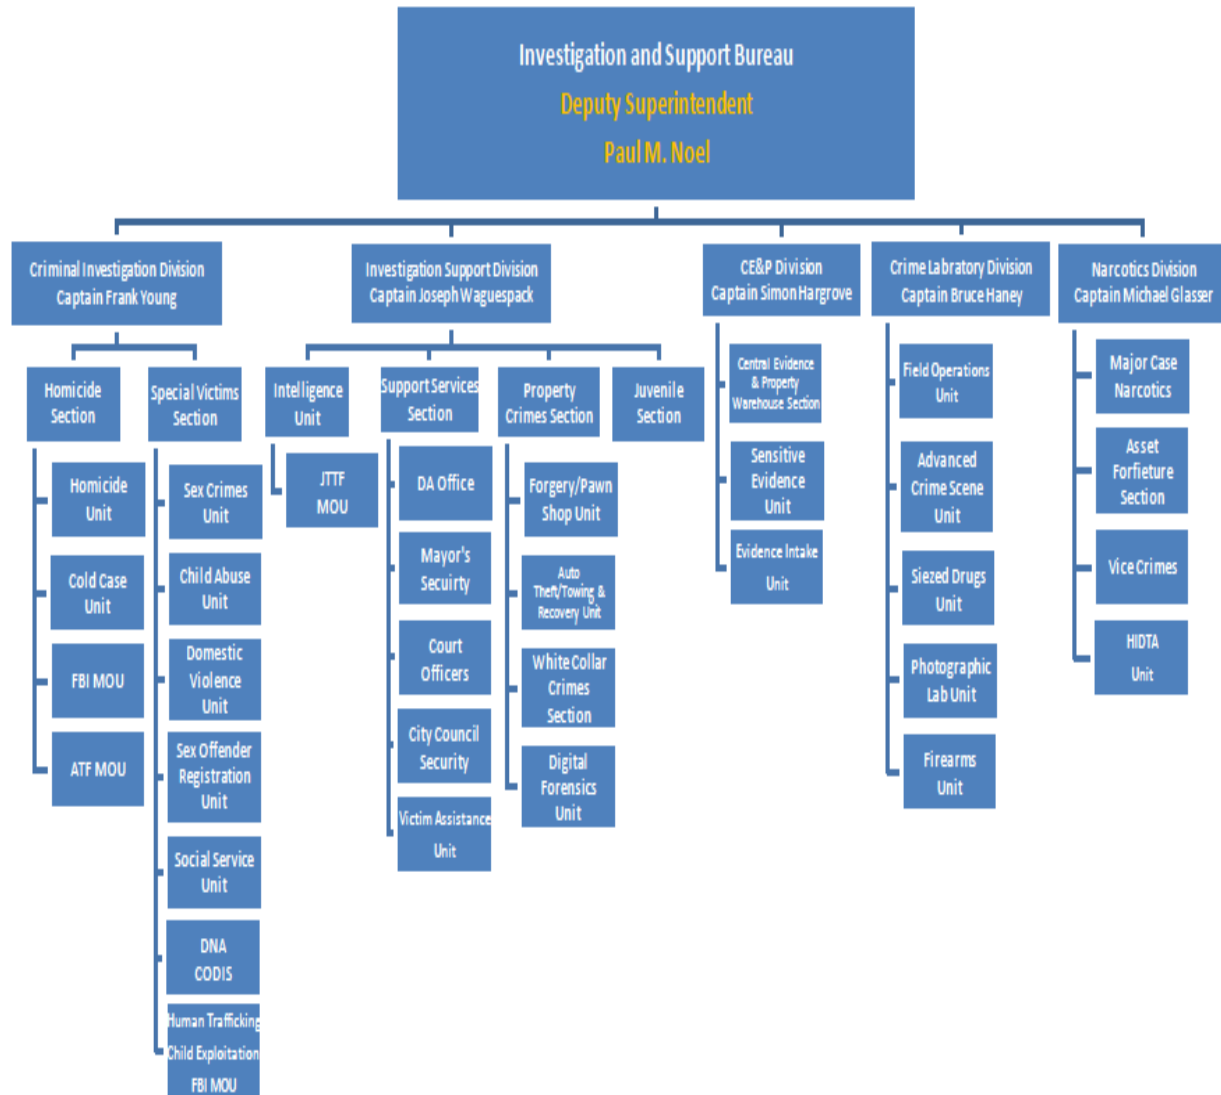 Investigation and Support Bureau
Deputy Superintendent
Paul M. Noel
Criminal Investigation Division
Captain Frank Young
Investigation Support Division
Captain Joseph Waguespack
CE&P Division
Captain Simon Hargrove
Crime Labratory Division
Captain Bruce Haney
Narcotics Division
Captain Michael Glasser
Homicide
Section
Special Victims
Section
Intelligence
Unit
Support Services
Section
Property
Crimes Section
Juvenile
Section
Homicide
Unit
Cold Case
Unit
FBI MOU
ATF MOU
Sex Crimes
Unit
Child Abuse
Unit
Domestic
Violence
Unit
Sex Offender
Registration
Unit
Social Service
Unit
DNA
CODIS
Human Trafficking
Child Exploitation
FBI MOU
JTTF
MOU
DA Office
Mayor's
Secuirty
Court
Officers
City Council
Security
Victim Assistance
Unit
Forgery/Pawn
Shop Unit
Auto
Theft/Towing &
Recovery Unit
White Collar
Crimes
Section
Digital
Forensics
Unit
Central Evidence
& Property
Warehouse Section
Sensitive
Evidence
Unit
Evidence Intake
Unit
Field Operations
Unit
Advanced
Crime Scene
Unit
Siezed Drugs
Unit
Photographic
Lab Unit
Firearms
Unit
Major Case
Narcotics
Asset
Forfieture
Section
Vice Crimes
HIDTA
Unit